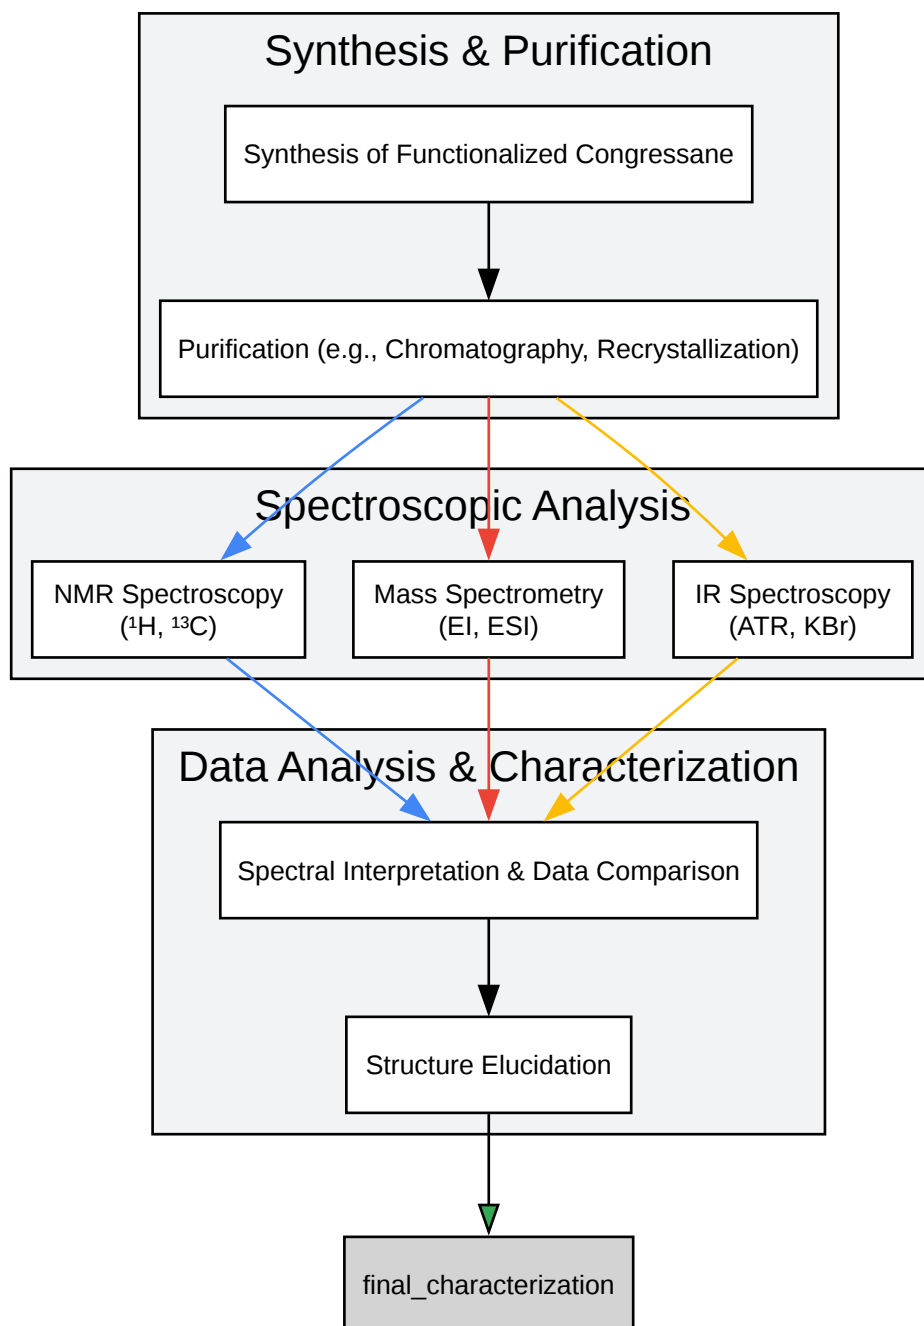 Synthesis & Purification
Synthesis of Functionalized Congressane
Purification (e.g., Chromatography, Recrystallization)
Spectroscopic Analysis
NMR Spectroscopy
(¹H, ¹³C)
Mass Spectrometry
(EI, ESI)
IR Spectroscopy
(ATR, KBr)
Data Analysis & Characterization
Spectral Interpretation & Data Comparison
Structure Elucidation
final_characterization